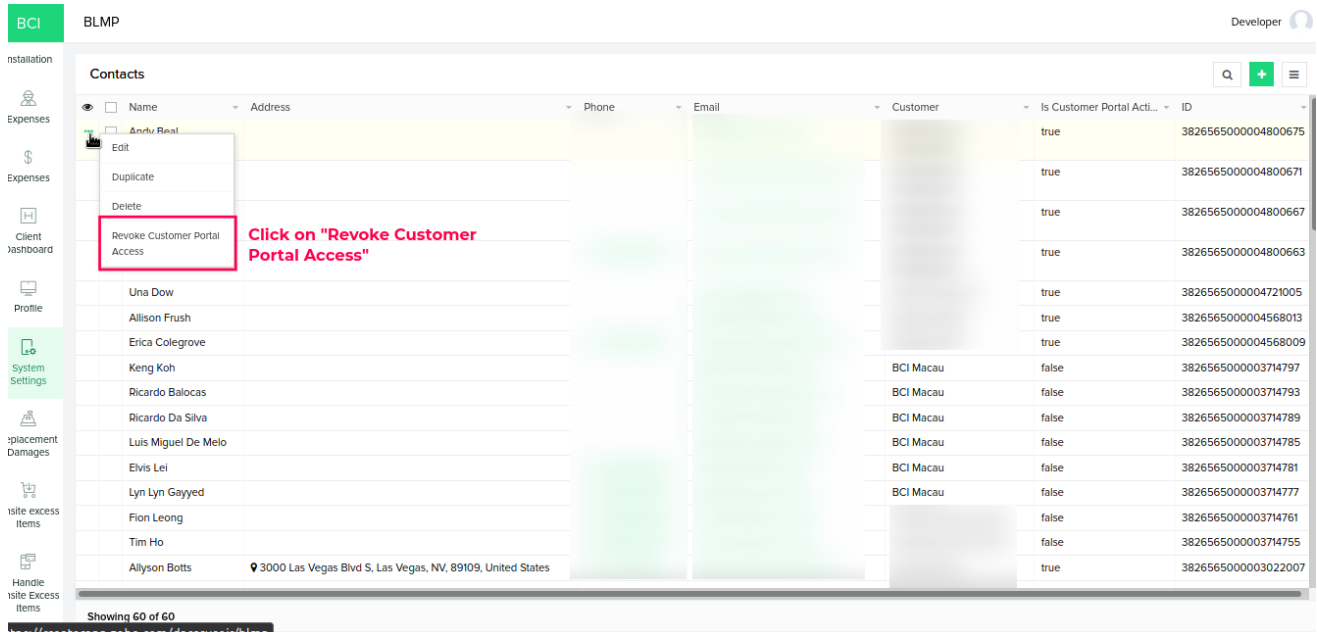 BCI
BLMP
Developer
nstallation
Expenses
Expenses
Client
Dashboard
Profile
System
Settings
eplacement
Damages
nsite excess
Items
Handle
nsite Excess
Items
Contacts
Name Address Phone Email Customer Is Customer Portal Acti... ID
Andy Beal true 3826565000004800675
Edit
Duplicate
Delete
Revoke Customer Portal
Access
Click on "Revoke Customer
Portal Access"
true 3826565000004800671
true 3826565000004800667
true 3826565000004800663
Una Dow true 3826565000004721005
Allison Frush true 3826565000004568013
Erica Colegrove true 3826565000004568009
Keng Koh BCI Macau false 3826565000003714797
Ricardo Balocas BCI Macau false 3826565000003714793
Ricardo Da Silva BCI Macau false 3826565000003714789
Luis Miguel De Melo BCI Macau false 3826565000003714785
Elvis Lei BCI Macau false 3826565000003714781
Lyn Lyn Gayyed BCI Macau false 3826565000003714777
Fion Leong false 3826565000003714761
Tim Ho false 3826565000003714755
Allyson Botts 3000 Las Vegas Blvd S, Las Vegas, NV, 89109, United States true 3826565000003022007
Showing 60 of 60